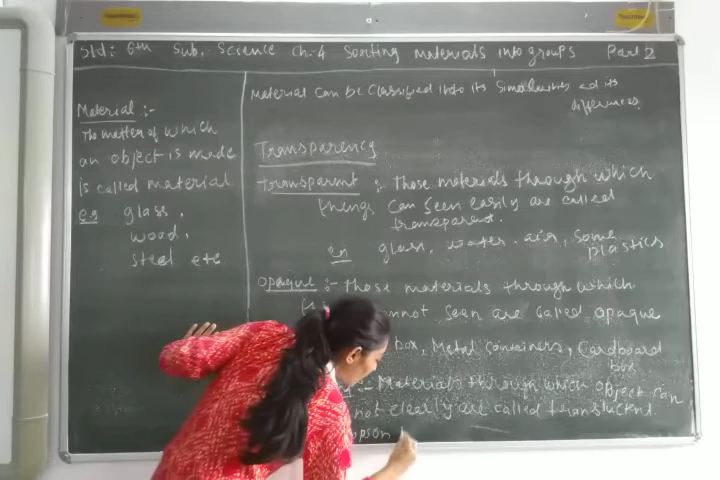 Std: 6th Sub. Science Ch-4 Sorting materials into groups Part 2
Material :-
The matter of which
an object is made
is called material
eg glass,
wood,
steel etc
Material can be Classified into its Similarities ad its
differences
Transparency
Transparent :- Those materials through which
things can seen easily are called
transparent.
glass, water, air, some
plastics
Opaque :- Those materials through which
nnot seen are called opaque
box, Metal Containers, Cardboard
box
Materials through which object can
not clearly are called translucent